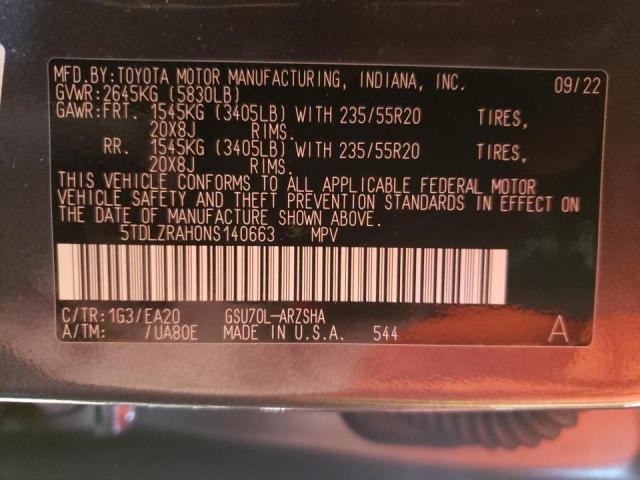 MFD.BY:TOYOTA MOTOR MANUFACTURING, INDIANA, INC. 09/22
GVWR:2645KG (5830LB)
GAWR:FRT. 1545KG (3405LB) WITH 235/55R20 TIRES,
20X8J RIMS.
RR. 1545KG (3405LB) WITH 235/55R20 TIRES,
20X8J RIMS.
THIS VEHICLE CONFORMS TO ALL APPLICABLE FEDERAL MOTOR
VEHICLE SAFETY AND THEFT PREVENTION STANDARDS IN EFFECT ON
THE DATE OF MANUFACTURE SHOWN ABOVE.
5TDLZRAH0NS140663 MPV
C/TR:1G3/EA20 GSU70L-ARZSHA
A/TM: /UA80E MADE IN U.S.A. 544 A